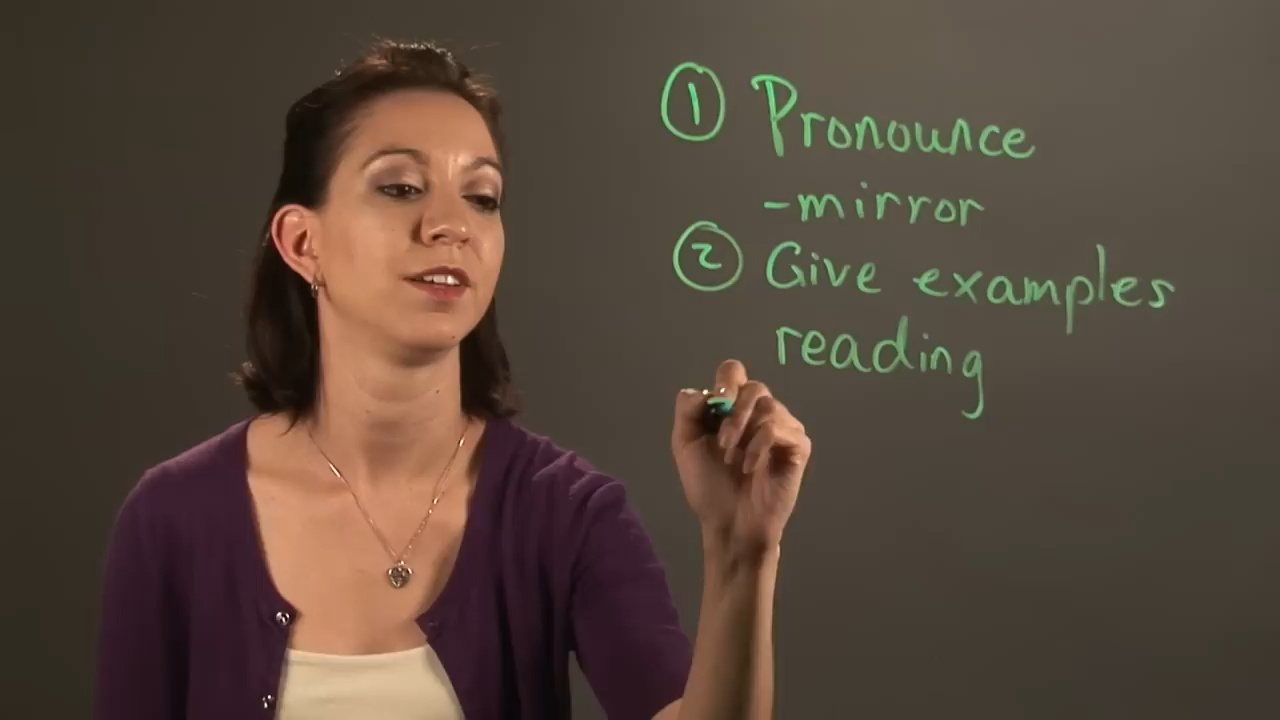 ① Pronounce
-mirror
② Give examples
reading